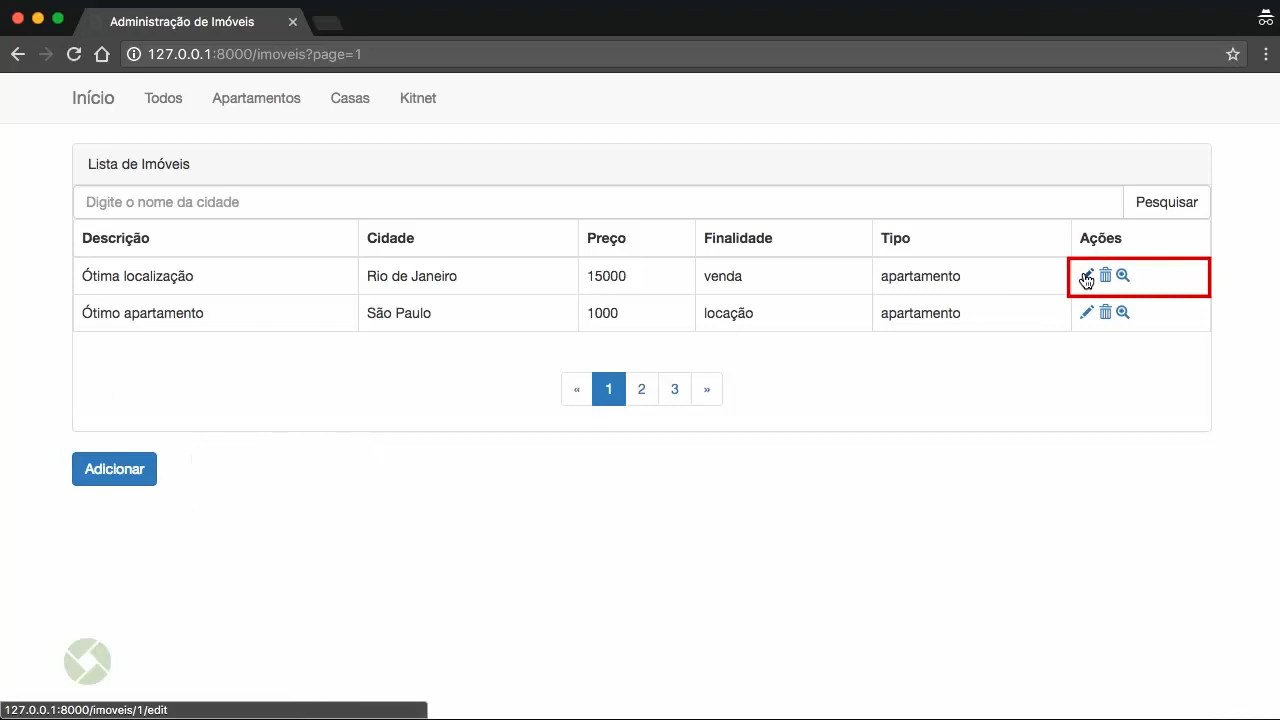 Administração de Imóveis
127.0.0.1:8000/imoveis?page=1
Início Todos Apartamentos Casas Kitnet
Lista de Imóveis
Digite o nome da cidade Pesquisar
Descrição Cidade Preço Finalidade Tipo Ações
Ótima localização Rio de Janeiro 15000 venda apartamento
Ótimo apartamento São Paulo 1000 locação apartamento
« 1 2 3 »
Adicionar
127.0.0.1:8000/imoveis/1/edit